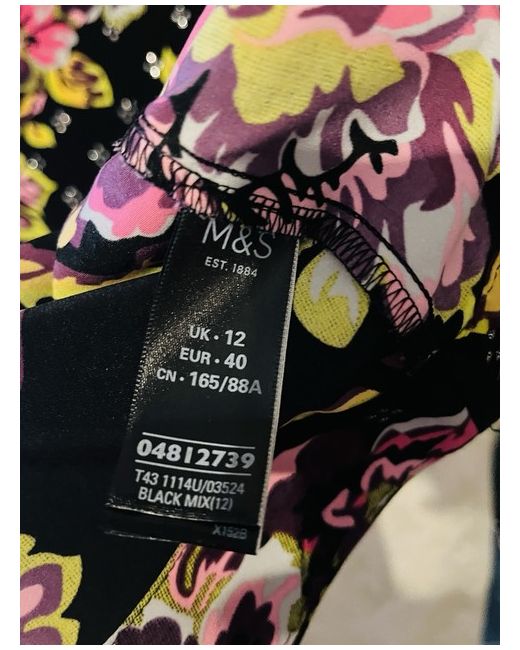 M&S
EST. 1884
UK • 12
EUR • 40
CN • 165/88A
04812739
T43 1114U/03524
BLACK MIX(12)
X152B